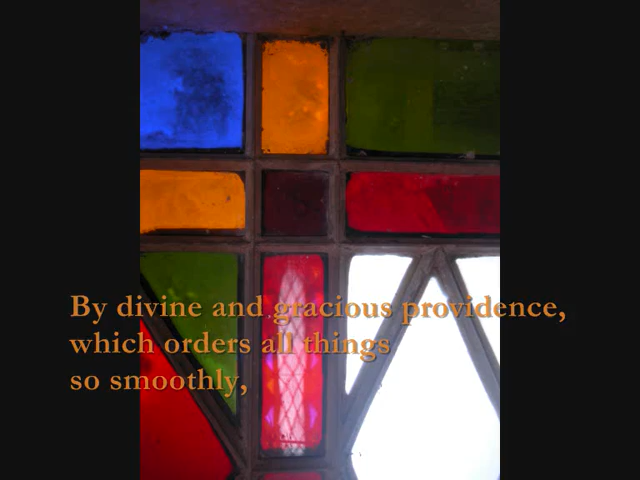 By divine and gracious providence,
which orders all things
so smoothly,